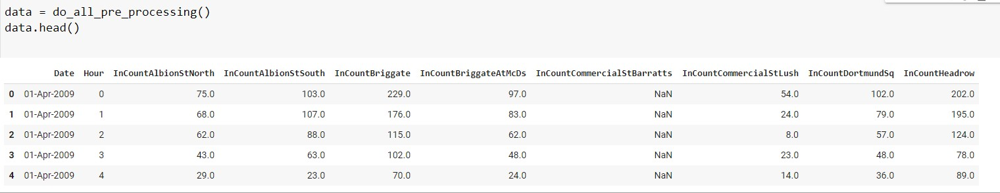 data = do_all_pre_processing()
data.head()
Date Hour InCountAlbionStNorth InCountAlbionStSouth InCountBriggate InCountBriggateAtMcDs InCountCommercialStBarratts InCountCommercialStLush InCountDortmundSq InCountHeadrow
0 01-Apr-2009 0 75.0 103.0 229.0 97.0 NaN 54.0 102.0 202.0
1 01-Apr-2009 1 68.0 107.0 176.0 83.0 NaN 24.0 79.0 195.0
2 01-Apr-2009 2 62.0 88.0 115.0 62.0 NaN 8.0 57.0 124.0
3 01-Apr-2009 3 43.0 63.0 102.0 48.0 NaN 23.0 48.0 78.0
4 01-Apr-2009 4 29.0 23.0 70.0 24.0 NaN 14.0 36.0 89.0